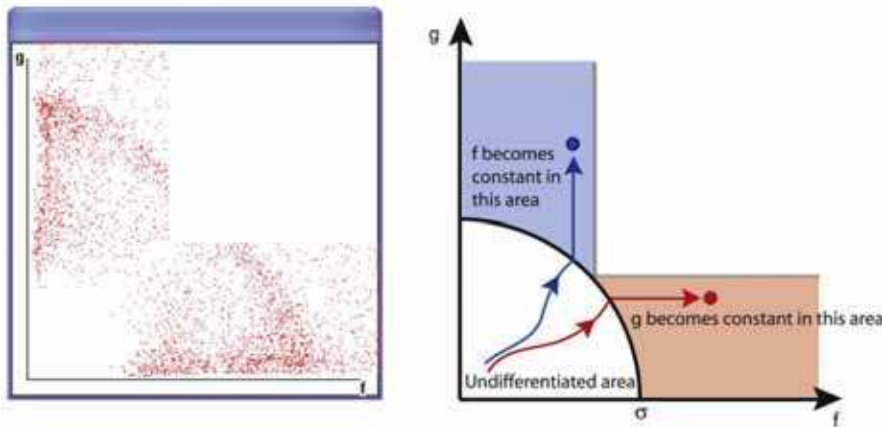 g
f
g
f becomes
constant in
this area
g becomes constant in this area
Undifferentiated area
σ
f